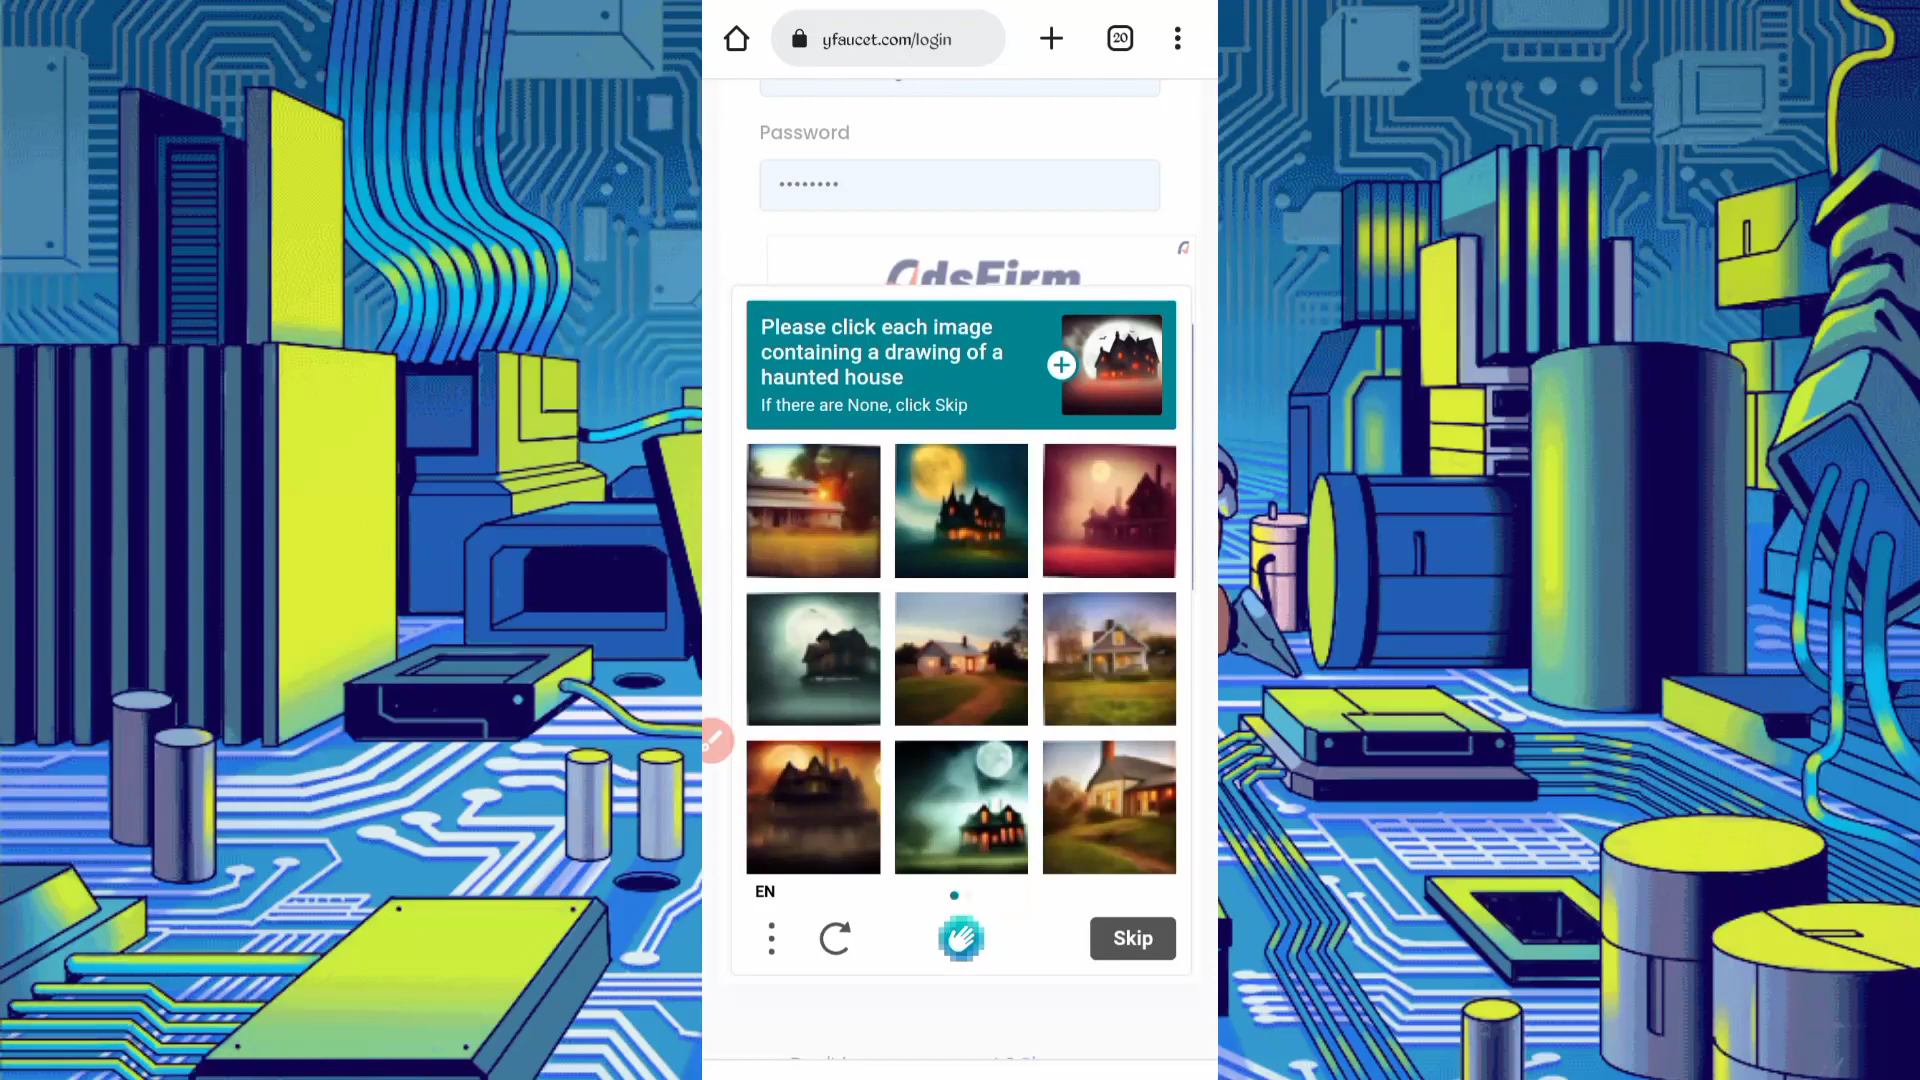 yfaucet.com/login
20
Password
AdsFirm
Please click each image
containing a drawing of a
haunted house
If there are None, click Skip
EN
Skip